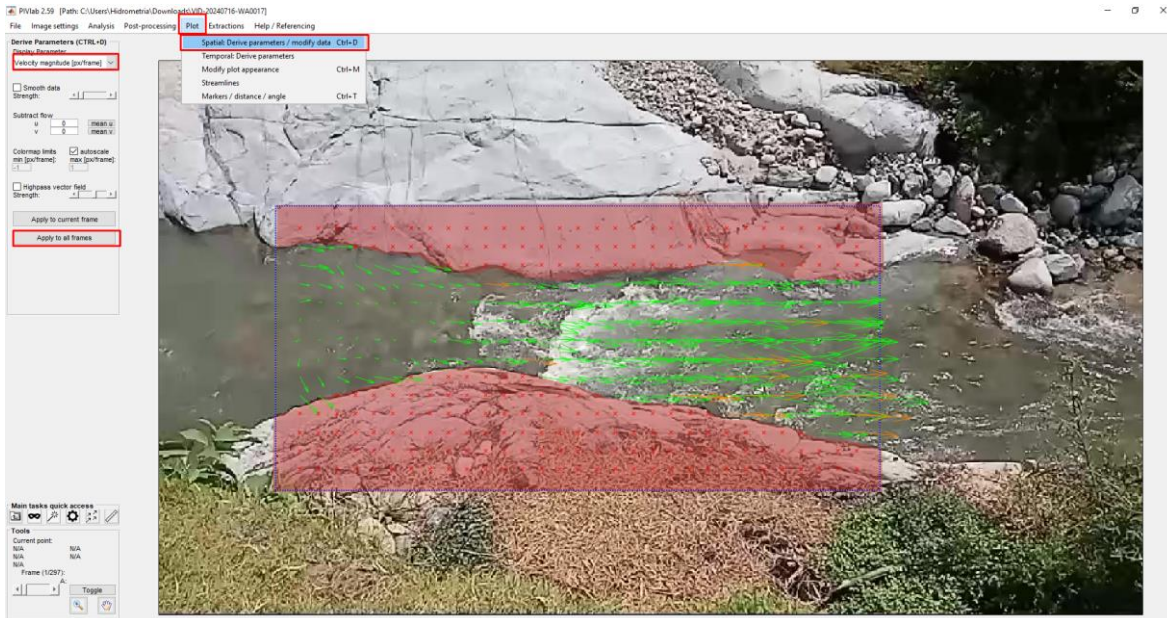 PIVlab 2.59 [Path: C:\Users\Hidrometria\Downloads\VID-20240716-WA0017]
File Image settings Analysis Post-processing Plot Extractions Help / Referencing
Spatial: Derive parameters / modify data Ctrl+D
Temporal: Derive parameters
Modify plot appearance Ctrl+M
Streamlines
Markers / distance / angle Ctrl+T
Derive Parameters (CTRL+D)
Display Parameter
Velocity magnitude [px/frame]
Smooth data
Strength:
Subtract flow
u 0 mean u
v 0 mean v
Colormap limits autoscale
min [px/frame]: max [px/frame]:
-1 1
Highpass vector field
Strength:
Apply to current frame
Apply to all frames
Main tasks quick access
Tools
Current point:
N/A N/A
N/A N/A
N/A
Frame (1/297):
A:
Toggle